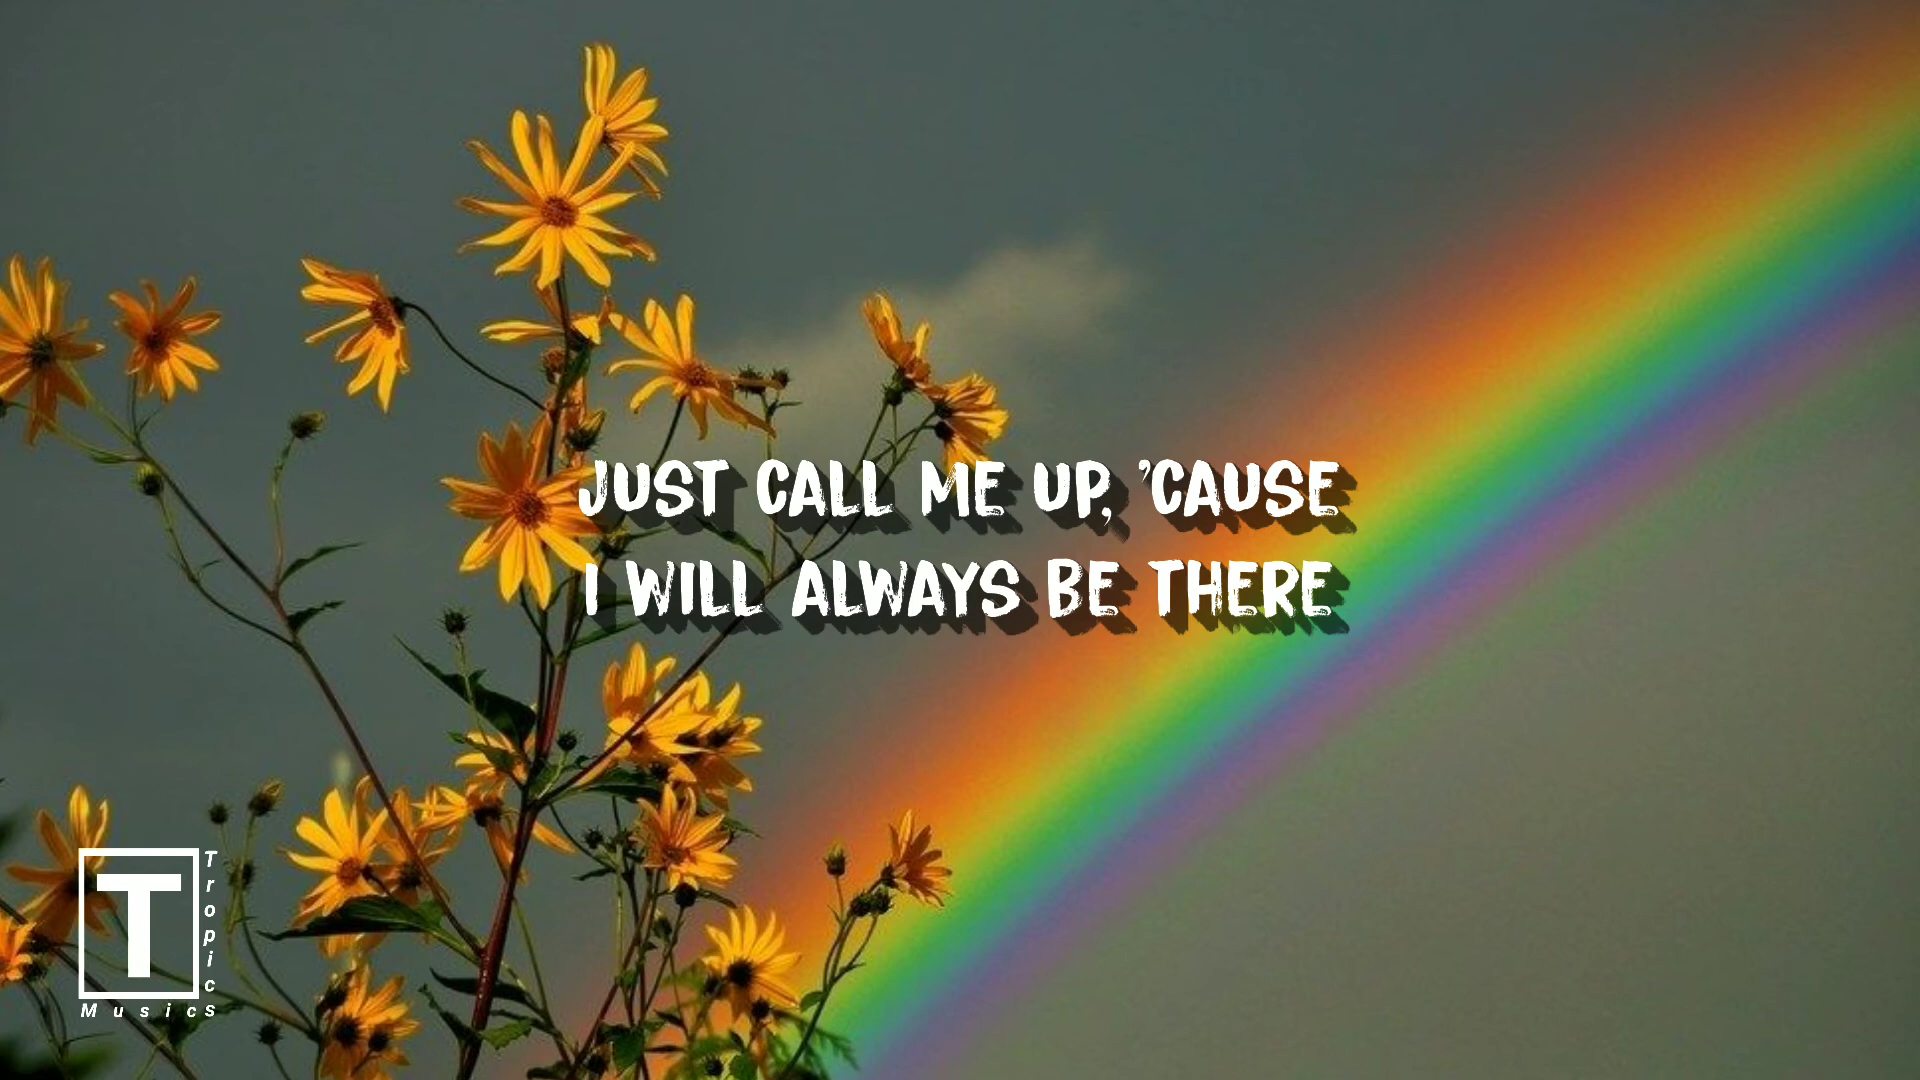 JUST CALL ME UP, 'CAUSE
I WILL ALWAYS BE THERE
T
Tropics
Musics